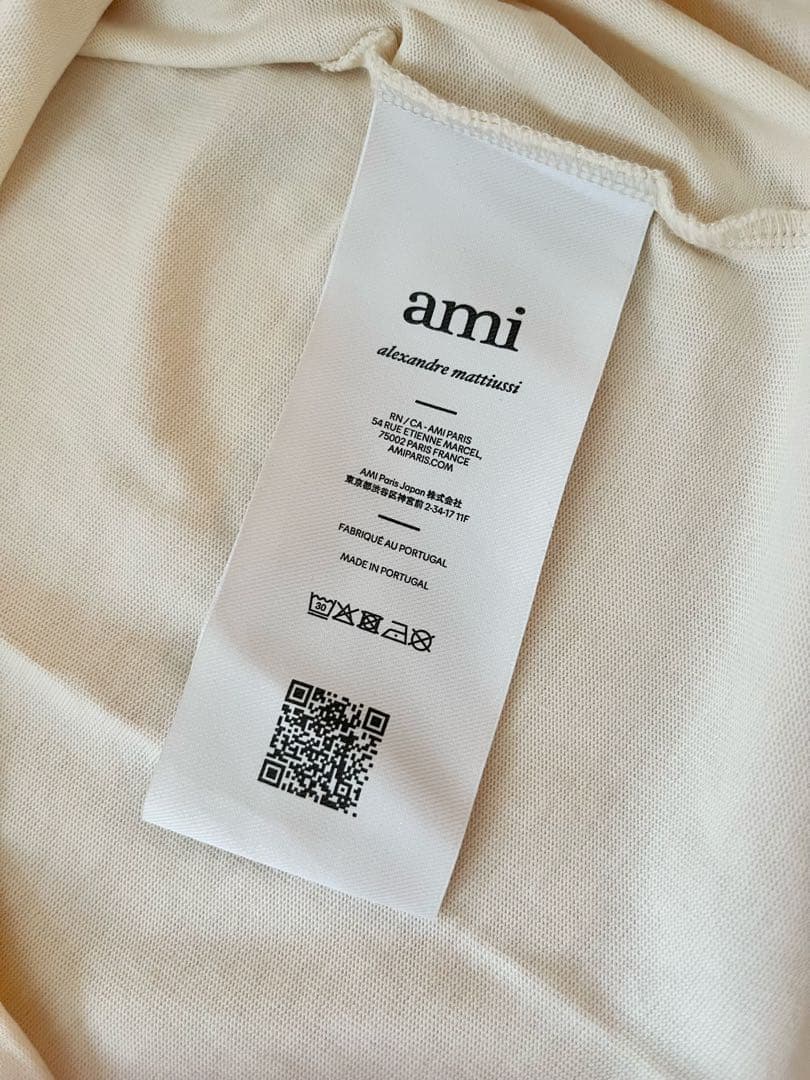 ami
alexandre mattiussi
RN / CA - AMI PARIS
54 RUE ETIENNE MARCEL,
75002 PARIS FRANCE
AMIPARIS.COM
AMI Paris Japan 株式会社
東京都渋谷区神宮前 2-34-17 11F
FABRIQUÉ AU PORTUGAL
MADE IN PORTUGAL
30